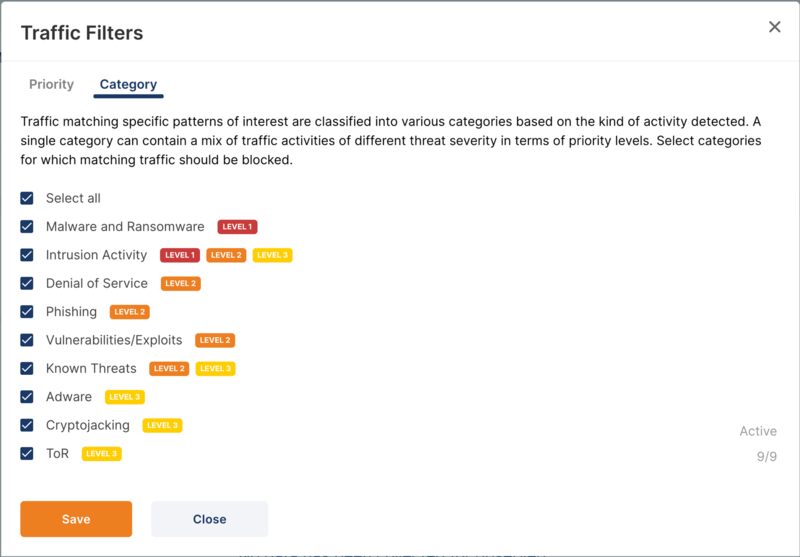 Traffic Filters
Priority Category
Traffic matching specific patterns of interest are classified into various categories based on the kind of activity detected. A
single category can contain a mix of traffic activities of different threat severity in terms of priority levels. Select categories
for which matching traffic should be blocked.
Select all
Malware and Ransomware LEVEL 1
Intrusion Activity LEVEL 1 LEVEL 2 LEVEL 3
Denial of Service LEVEL 2
Phishing LEVEL 2
Vulnerabilities/Exploits LEVEL 2
Known Threats LEVEL 2 LEVEL 3
Adware LEVEL 3
Cryptojacking LEVEL 3
Active
ToR LEVEL 3
9/9
Save Close